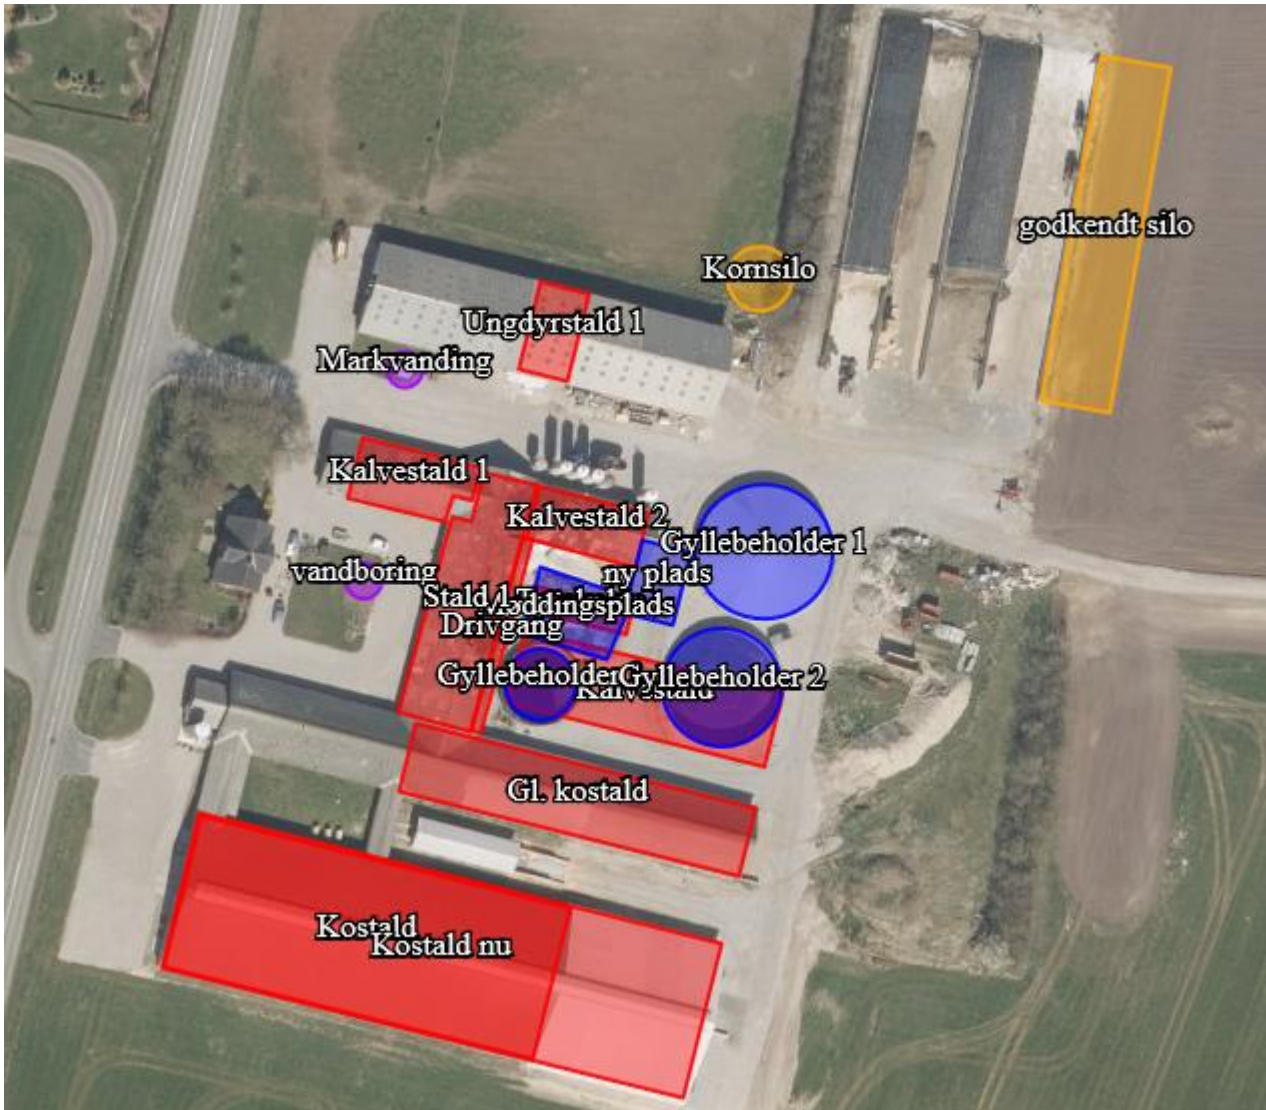 godkendt silo
Kornsilo
Ungdyrstald 1
Markvanding
Kalvestald 1
Kalvestald 2
Gyllebeholder 1
vandboring
ny plads
Stald 1
Møddingsplads
Drivgang
Gyllebeholder
Gyllebeholder 2
Kalvestald
Gl. kostald
Kostald
Kostald nu